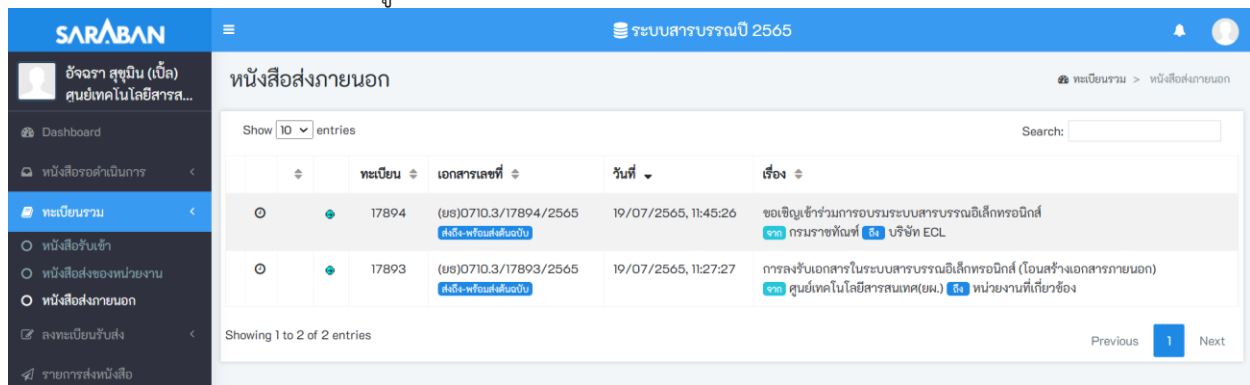 SARABAN
ระบบสารบรรณปี 2565
อัจฉรา สุขุมิน (เปิ้ล)
ศูนย์เทคโนโลยีสารส...
หนังสือส่งภายนอก
ทะเบียนรวม > หนังสือส่งภายนอก
Dashboard
หนังสือรอดำเนินการ
ทะเบียนรวม
หนังสือรับเข้า
หนังสือส่งของหน่วยงาน
หนังสือส่งภายนอก
ลงทะเบียนรับส่ง
รายการส่งหนังสือ
Show 10 entries
Search:
ทะเบียน เอกสารเลขที่ วันที่ เรื่อง
17894 (ยธ)0710.3/17894/2565 19/07/2565, 11:45:26 ขอเชิญเข้าร่วมการอบรมระบบสารบรรณอิเล็กทรอนิกส์
ส่งถึง-พร้อมส่งต้นฉบับ จาก กรมราชทัณฑ์ ถึง บริษัท ECL
17893 (ยธ)0710.3/17893/2565 19/07/2565, 11:27:27 การลงรับเอกสารในระบบสารบรรณอิเล็กทรอนิกส์ (โอนสร้างเอกสารภายนอก)
ส่งถึง-พร้อมส่งต้นฉบับ จาก ศูนย์เทคโนโลยีสารสนเทศ(ยผ.) ถึง หน่วยงานที่เกี่ยวข้อง
Showing 1 to 2 of 2 entries
Previous 1 Next